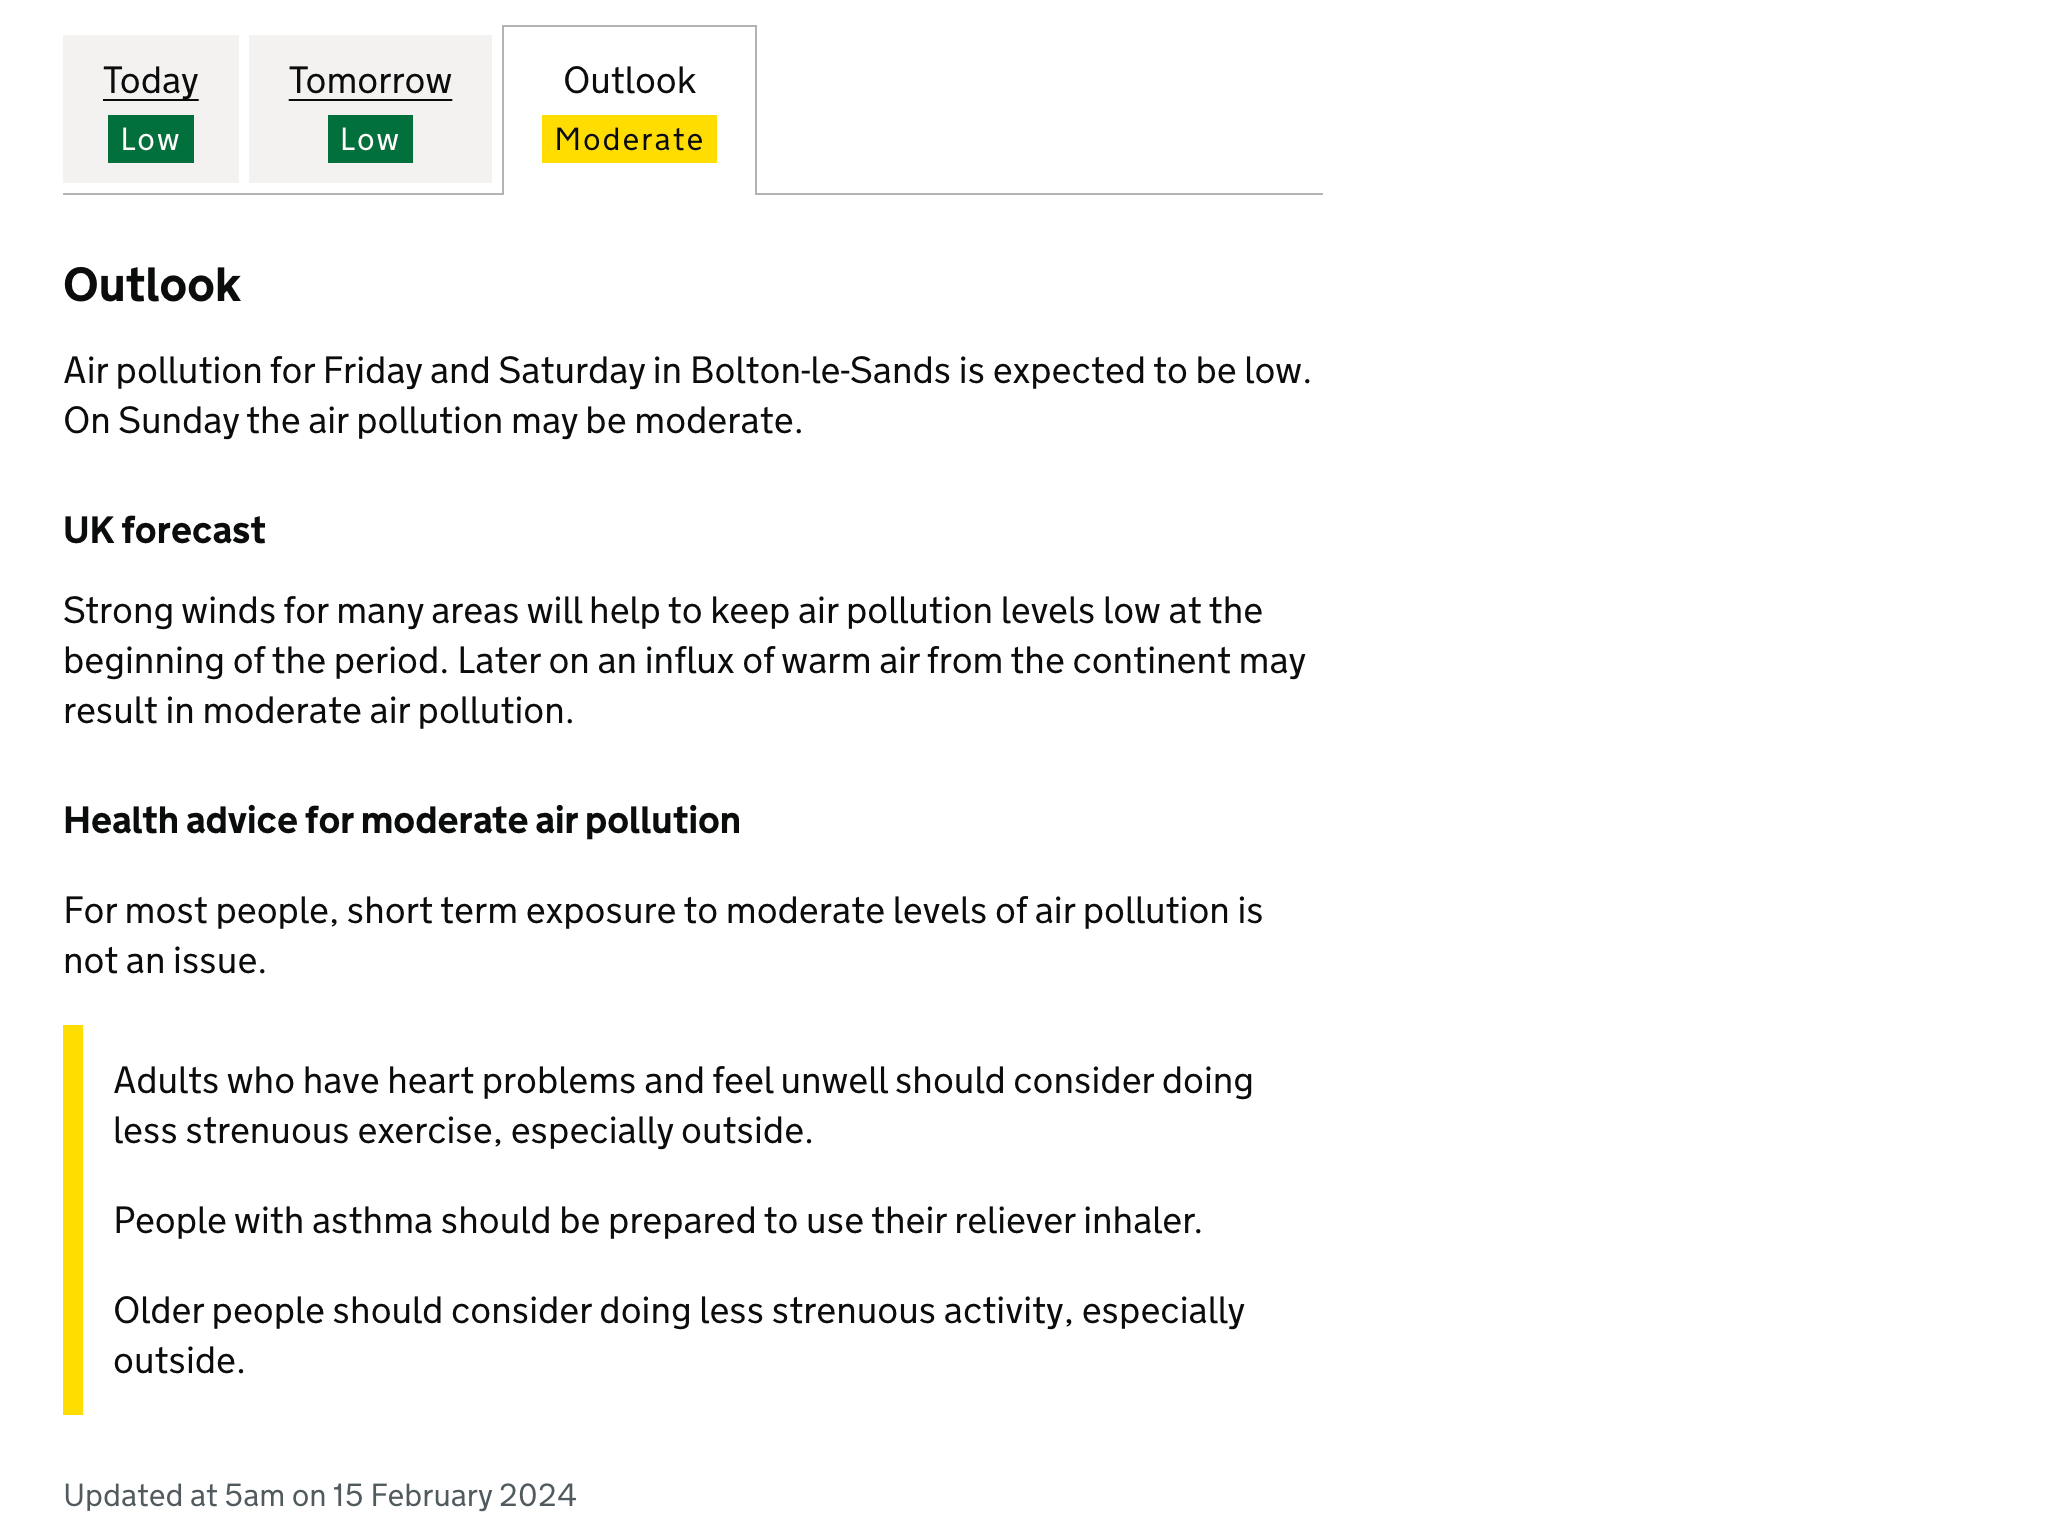 Today
Low
Tomorrow
Low
Outlook
Moderate
Outlook
Air pollution for Friday and Saturday in Bolton-le-Sands is expected to be low.
On Sunday the air pollution may be moderate.
UK forecast
Strong winds for many areas will help to keep air pollution levels low at the
beginning of the period. Later on an influx of warm air from the continent may
result in moderate air pollution.
Health advice for moderate air pollution
For most people, short term exposure to moderate levels of air pollution is
not an issue.
Adults who have heart problems and feel unwell should consider doing
less strenuous exercise, especially outside.
People with asthma should be prepared to use their reliever inhaler.
Older people should consider doing less strenuous activity, especially
outside.
Updated at 5am on 15 February 2024